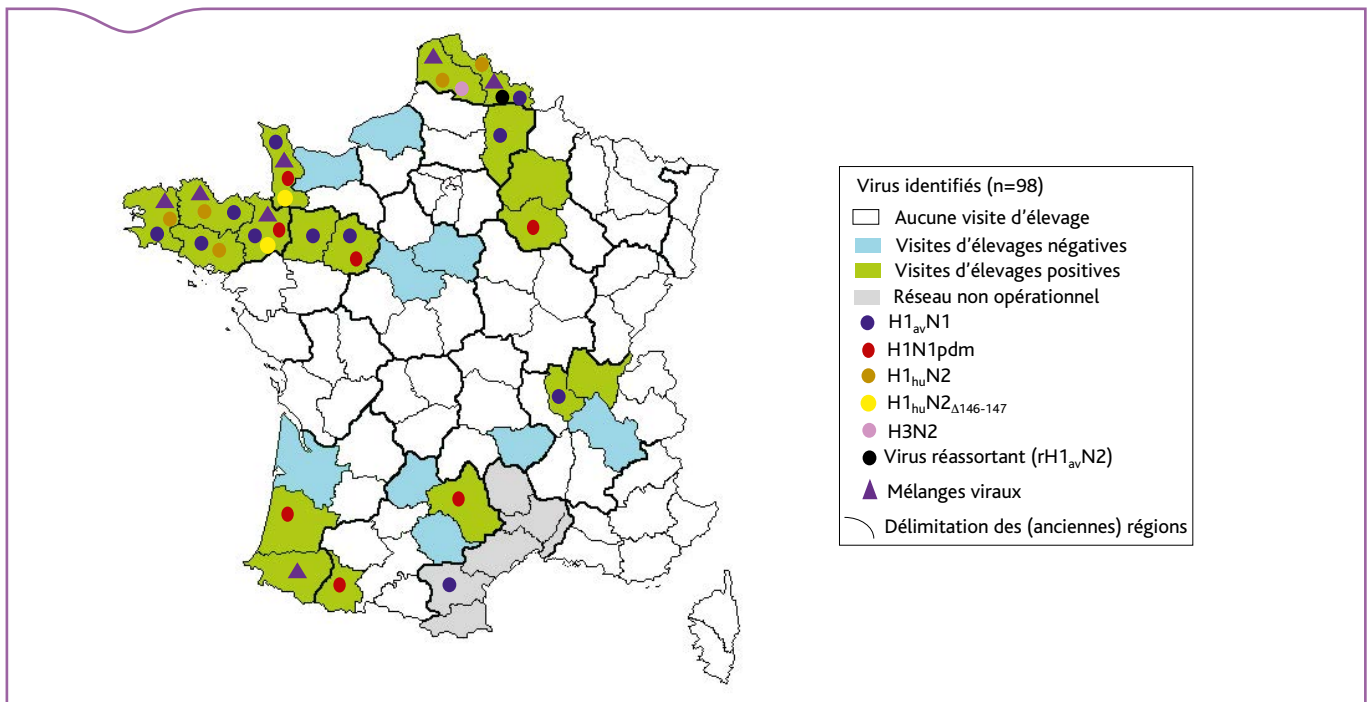 Virus identifiés (n=98)
Aucune visite d'élevage
Visites d'élevages négatives
Visites d'élevages positives
Réseau non opérationnel
H1avN1
H1N1pdm
H1huN2
H1huN2Δ146-147
H3N2
Virus réassortant (rH1avN2)
Mélanges viraux
Délimitation des (anciennes) régions